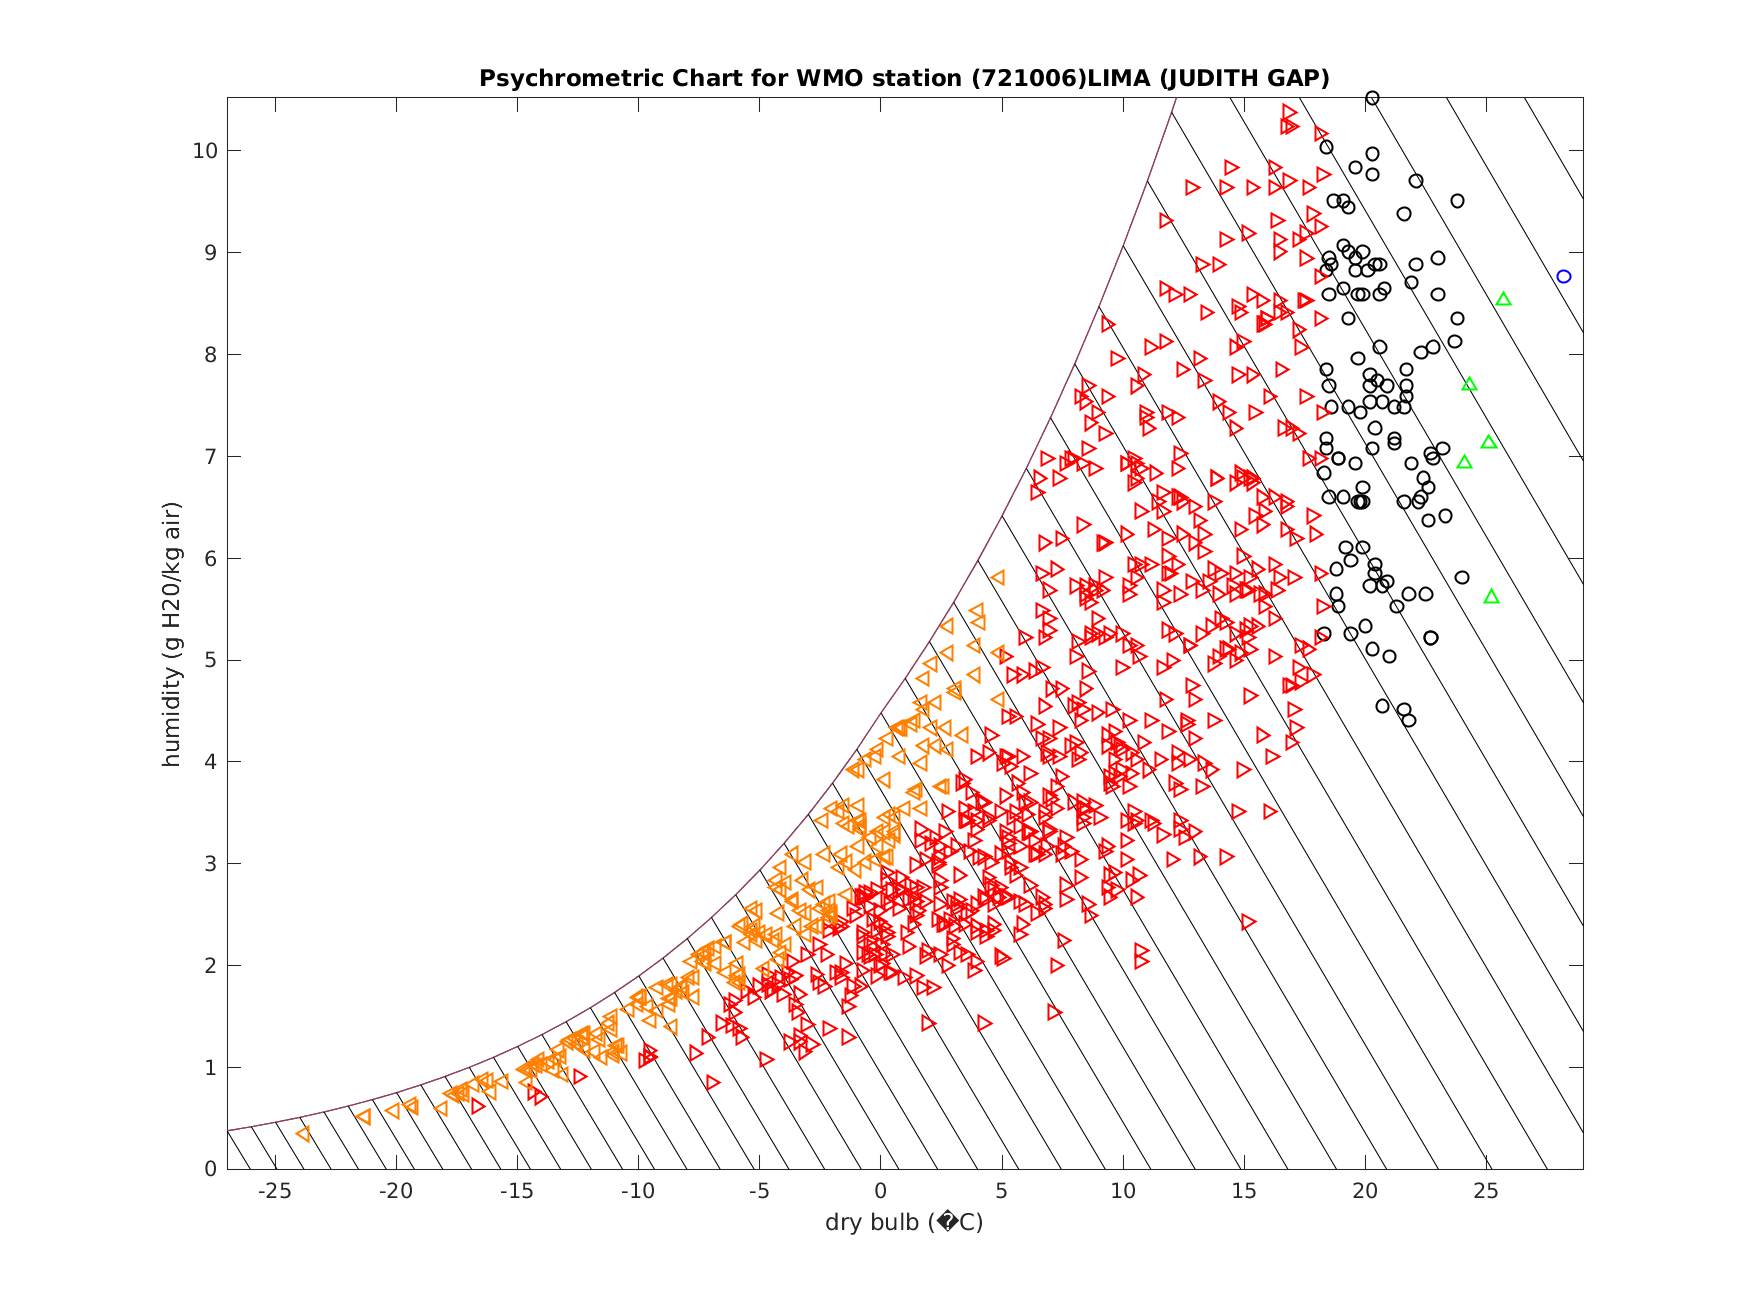 Psychrometric Chart for WMO station (721006)LIMA (JUDITH GAP)
humidity (g H20/kg air)
10
9
8
7
6
5
4
3
2
1
0
-25 -20 -15 -10 -5 0 5 10 15 20 25
dry bulb (�C)